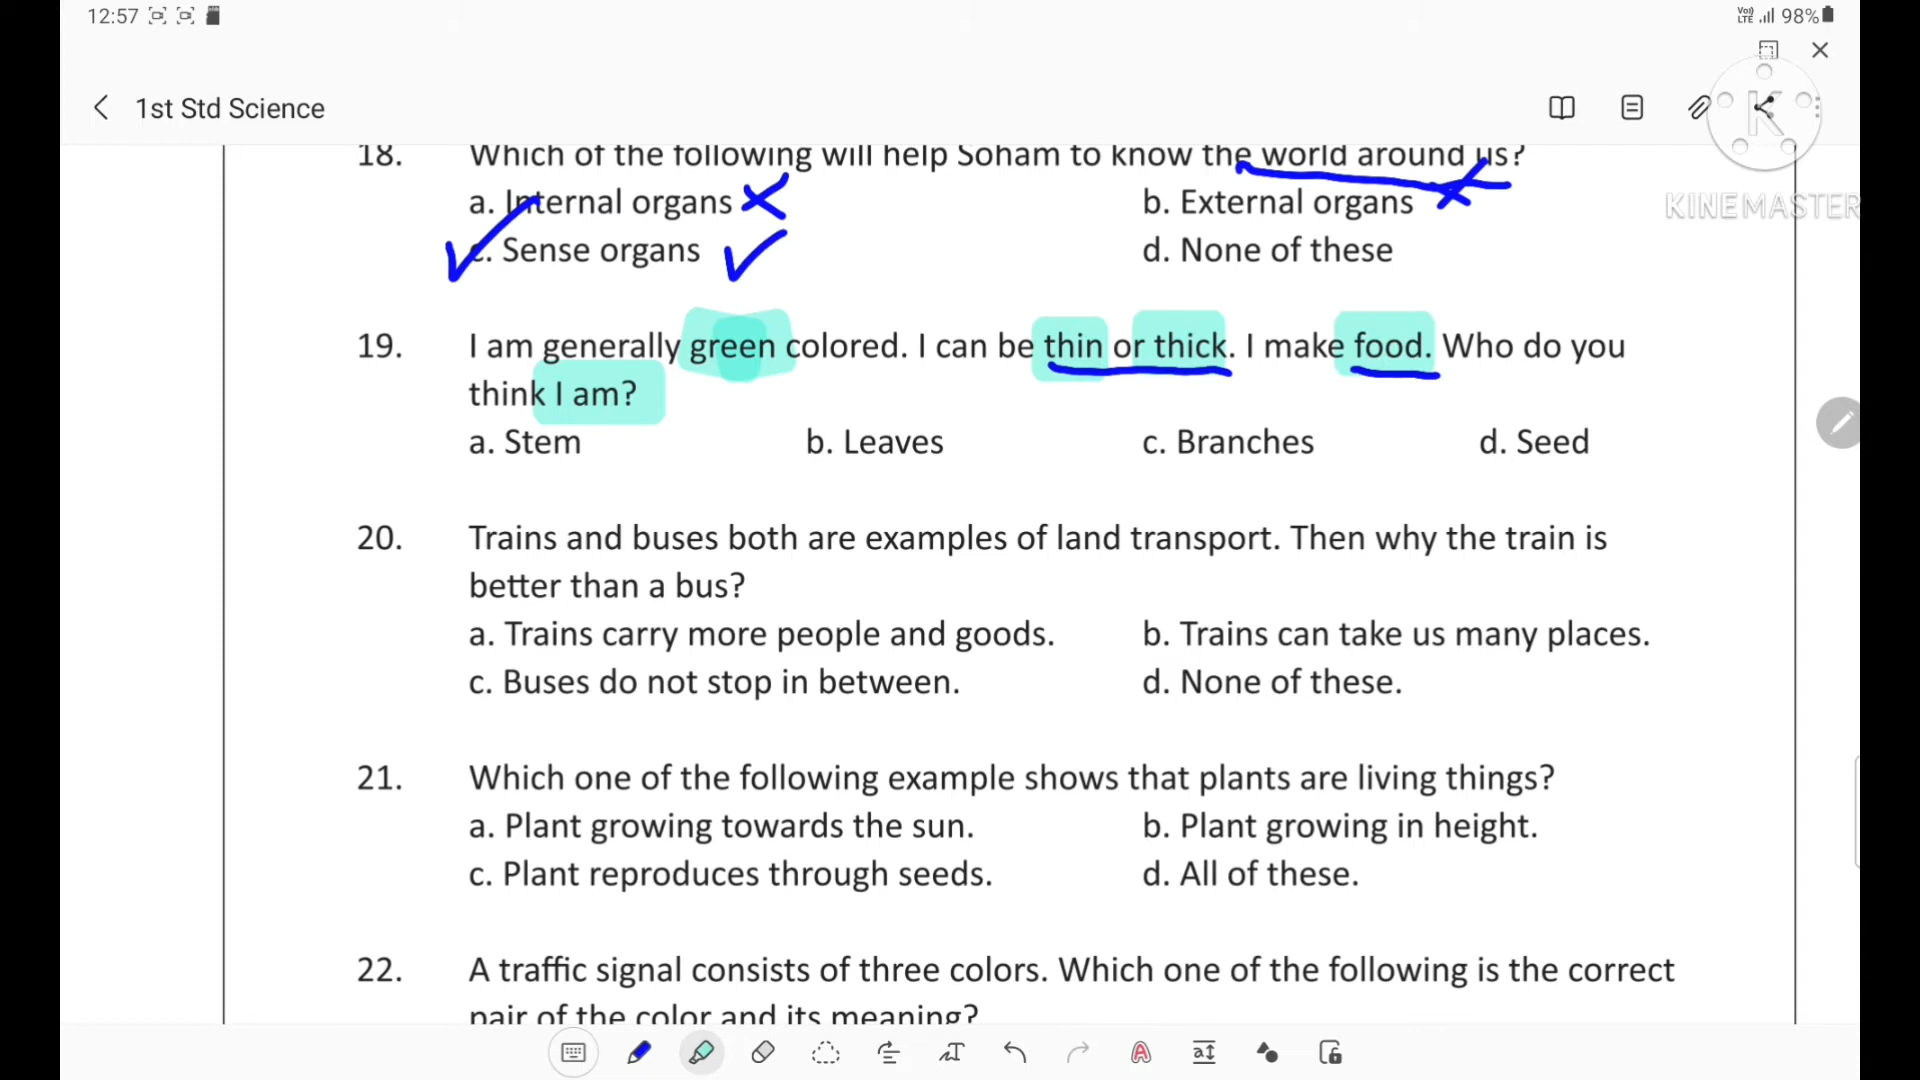 12:57
Vo) LTE 98%
1st Std Science
K
KINEMASTER
18. Which of the following will help Soham to know the world around us?
a. Internal organs b. External organs
c. Sense organs d. None of these
19. I am generally green colored. I can be thin or thick. I make food. Who do you
think I am?
a. Stem b. Leaves c. Branches d. Seed
20. Trains and buses both are examples of land transport. Then why the train is
better than a bus?
a. Trains carry more people and goods. b. Trains can take us many places.
c. Buses do not stop in between. d. None of these.
21. Which one of the following example shows that plants are living things?
a. Plant growing towards the sun. b. Plant growing in height.
c. Plant reproduces through seeds. d. All of these.
22. A traffic signal consists of three colors. Which one of the following is the correct
pair of the color and its meaning?